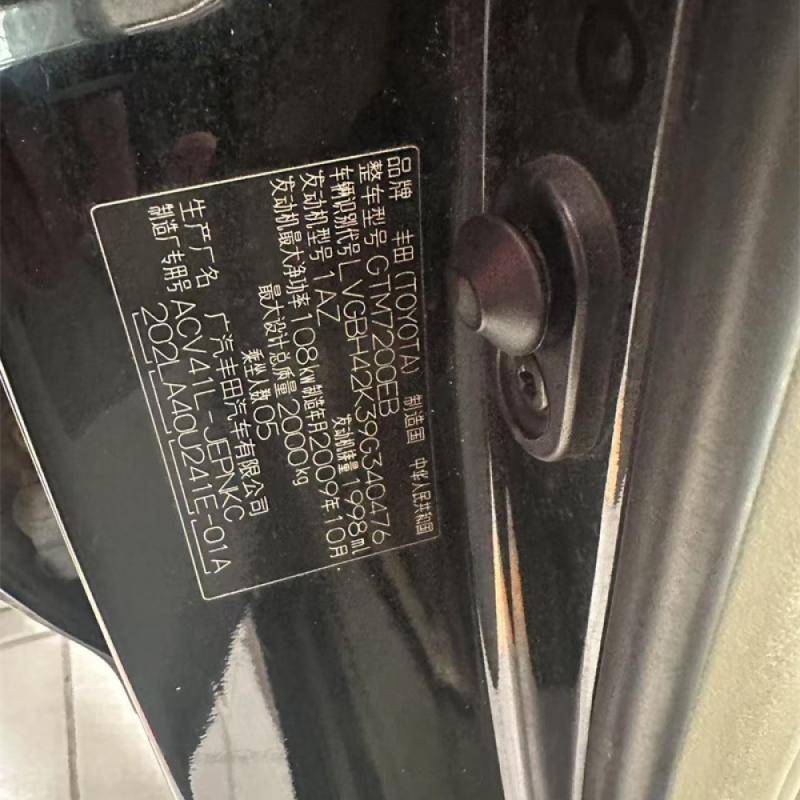 品牌 丰田(TOYOTA) 制造国 中华人民共和国
整车型号 GTM7200EB
车辆识别代号 LVGBH42K39G340476
发动机型号 1AZ 发动机排量 1998mL
发动机最大净功率 108kW 制造年月 2009年10月
最大设计总质量 2000kg
乘坐人数 05
生产厂名 广汽丰田汽车有限公司
制造厂专用号 ACV41L-JEPNKC
202LA40U241E-01A